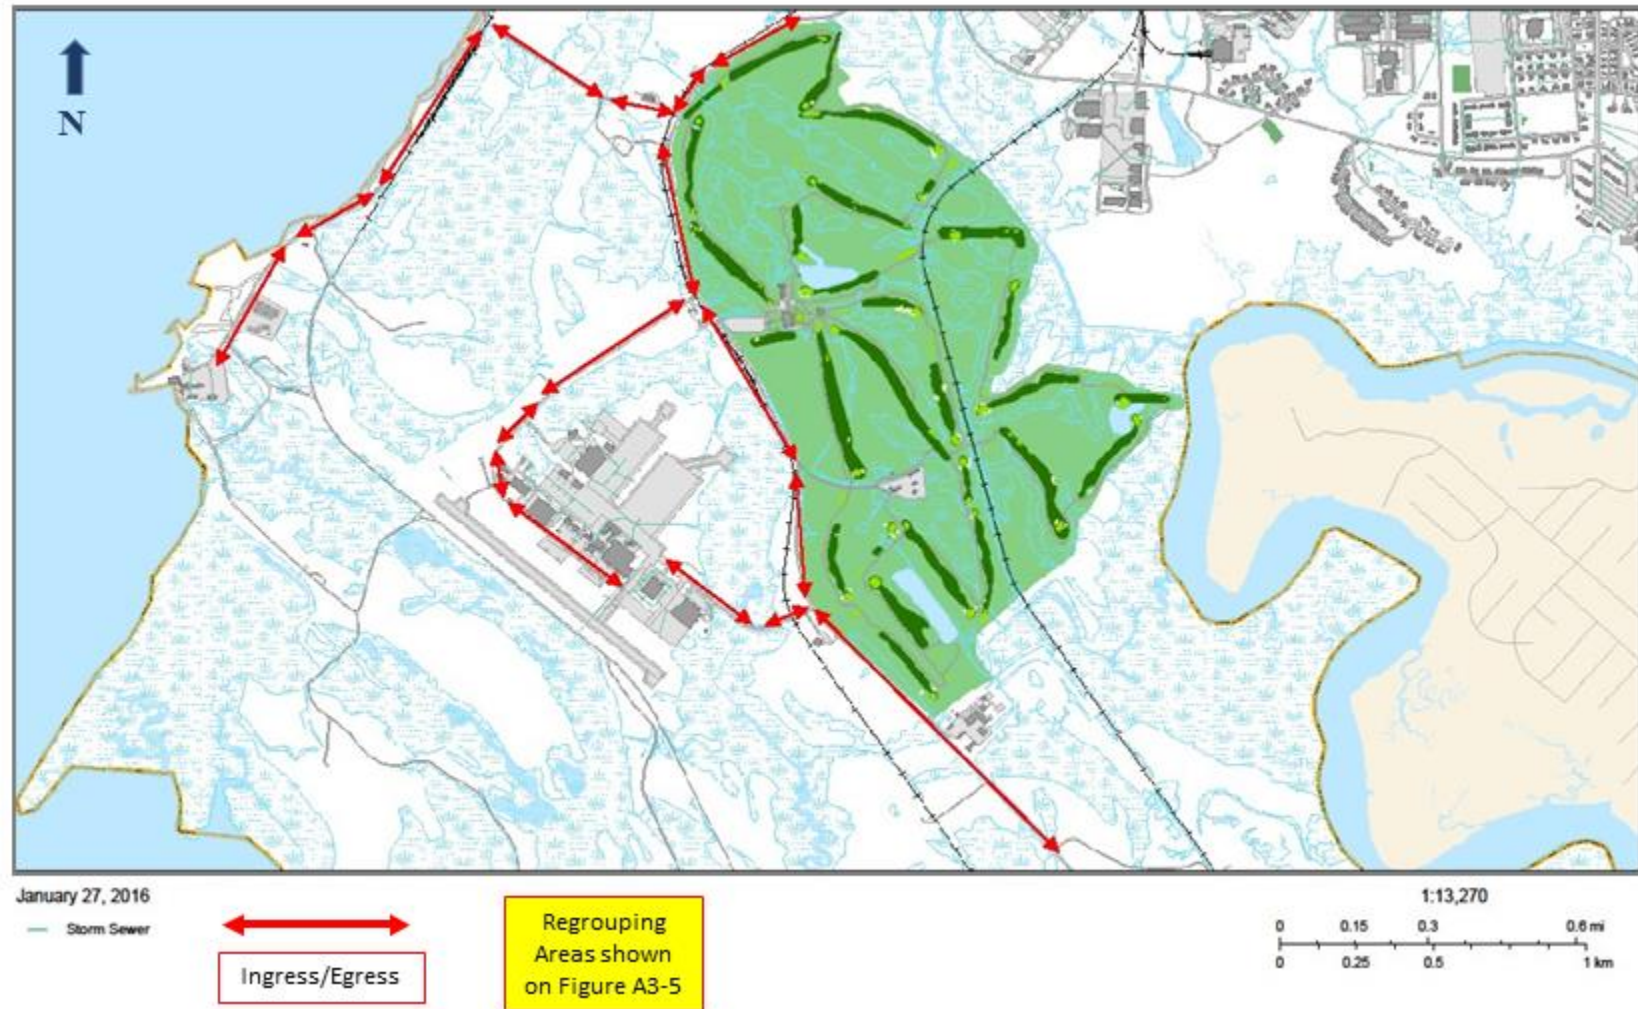 N
January 27, 2016
Storm Sewer
Ingress/Egress
Regrouping
Areas shown
on Figure A3-5
1:13,270
0 0.15 0.3 0.6 mi
0 0.25 0.5 1 km